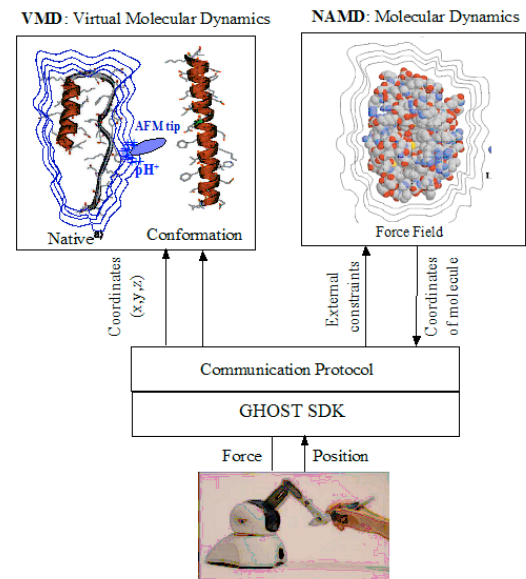 VMD: Virtual Molecular Dynamics
NAMD: Molecular Dynamics
AFM tip
pH⁺
Native
Conformation
L
Force Field
Coordinates
(x,y,z)
External
constraints
Coordinates
of molecule
Communication Protocol
GHOST SDK
Force
Position